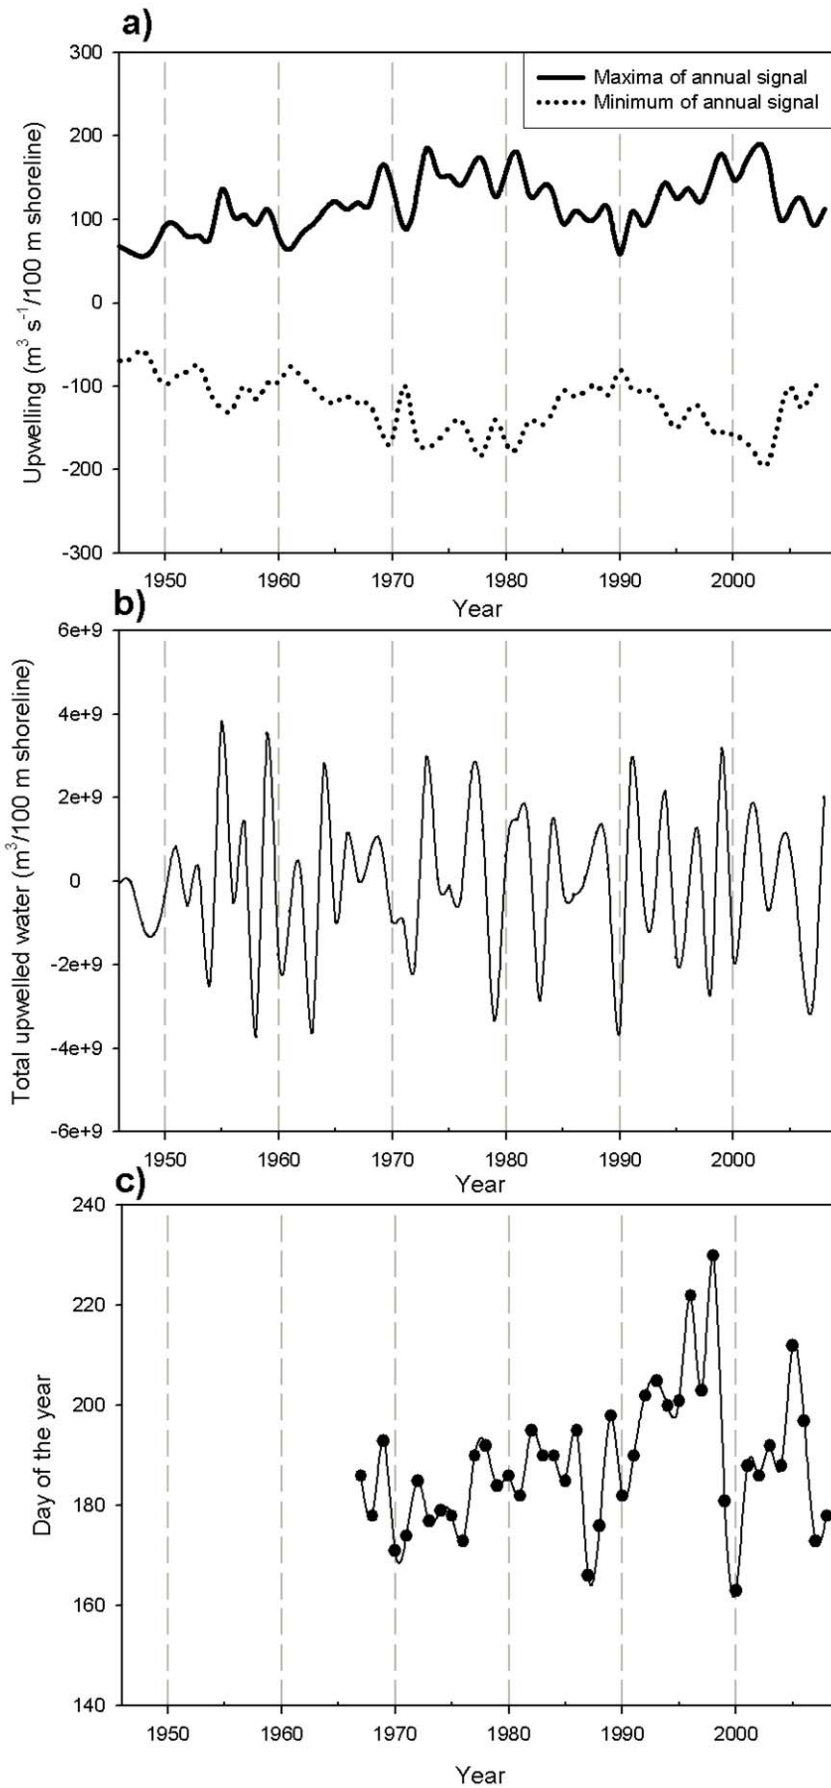 a)
300
200
100
0
-100
-200
-300
Upwelling (m³ s⁻¹/100 m shoreline)
Maxima of annual signal
Minimum of annual signal
1950 1960 1970 1980 1990 2000
Year
b)
6e+9
4e+9
2e+9
0
-2e+9
-4e+9
-6e+9
Total upwelled water (m³/100 m shoreline)
1950 1960 1970 1980 1990 2000
Year
c)
240
220
200
180
160
140
Day of the year
1950 1960 1970 1980 1990 2000
Year